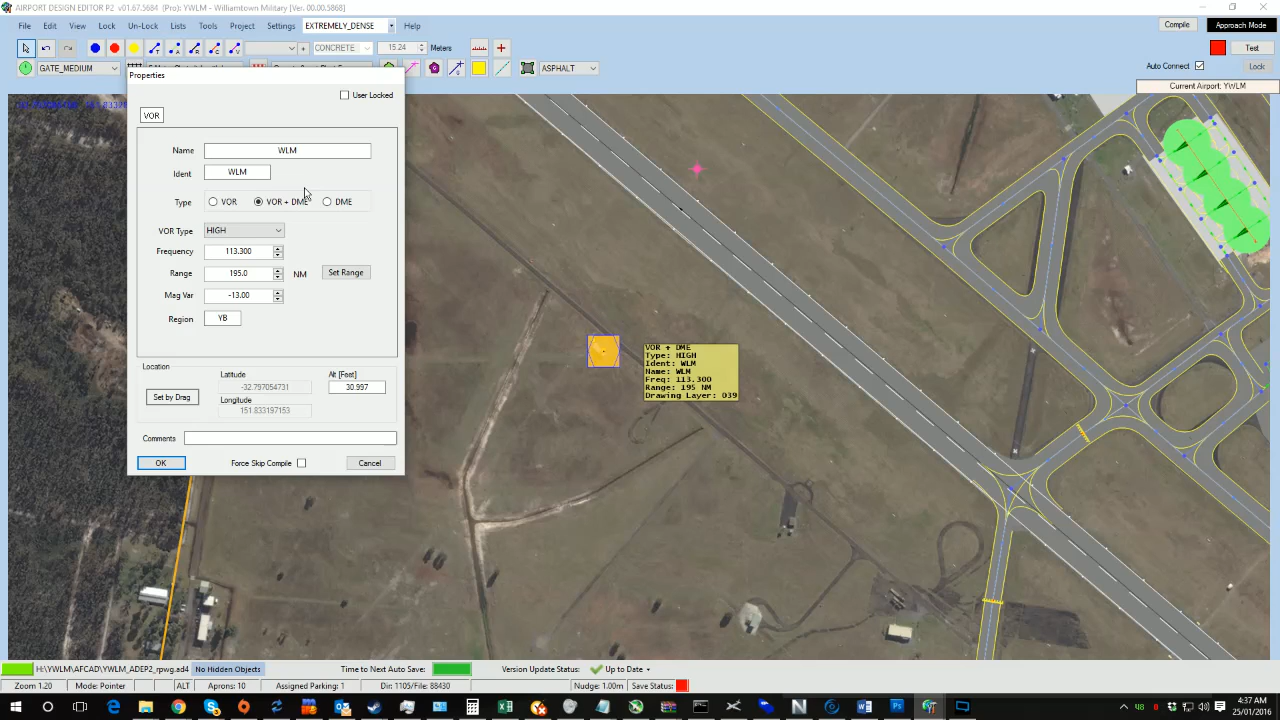 AIRPORT DESIGN EDITOR P2 v01.67.5684 (Pro): YWLM - Williamtown Military [Ver. 00.00.5868]
File Edit View Lock Un-Lock Lists Tools Project Settings EXTREMELY_DENSE Help
Compile
Approach Mode
CONCRETE 15.24 Meters
Test
GATE_MEDIUM
ASPHALT
Auto Connect
Lock
Current Airport: YWLM
Properties
User Locked
VOR
Name WLM
Ident WLM
Type VOR VOR + DME DME
VOR Type HIGH
Frequency 113.300
Range 195.0 NM Set Range
Mag Var -13.00
Region YB
Location
Latitude
Alt [Feet]
-32.797054731
30.997
Set by Drag
Longitude
151.833197153
Comments
OK
Force Skip Compile
Cancel
VOR + DME
Type: HIGH
Ident: WLM
Name: WLM
Freq: 113.300
Range: 195 NM
Drawing Layer: 039
H:\YWLM\AFCAD\YWLM_ADEP2_rpwg.ad4 No Hidden Objects Time to Next Auto Save: Version Update Status: Up to Date
Zoom 1.20 Mode: Pointer ALT Aprons: 10 Assigned Parking: 1 Dir: 1105/File: 88430 Nudge: 1.00m Save Status:
4:37 AM
25/01/2016